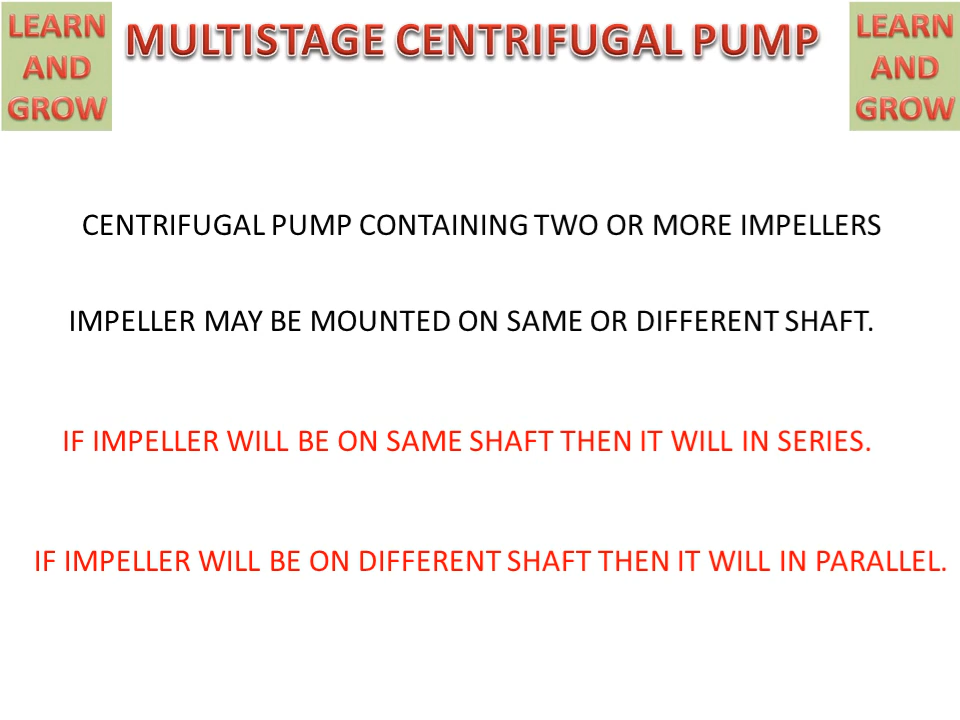 LEARN
AND
GROW
MULTISTAGE CENTRIFUGAL PUMP
LEARN
AND
GROW
CENTRIFUGAL PUMP CONTAINING TWO OR MORE IMPELLERS
IMPELLER MAY BE MOUNTED ON SAME OR DIFFERENT SHAFT.
IF IMPELLER WILL BE ON SAME SHAFT THEN IT WILL IN SERIES.
IF IMPELLER WILL BE ON DIFFERENT SHAFT THEN IT WILL IN PARALLEL.